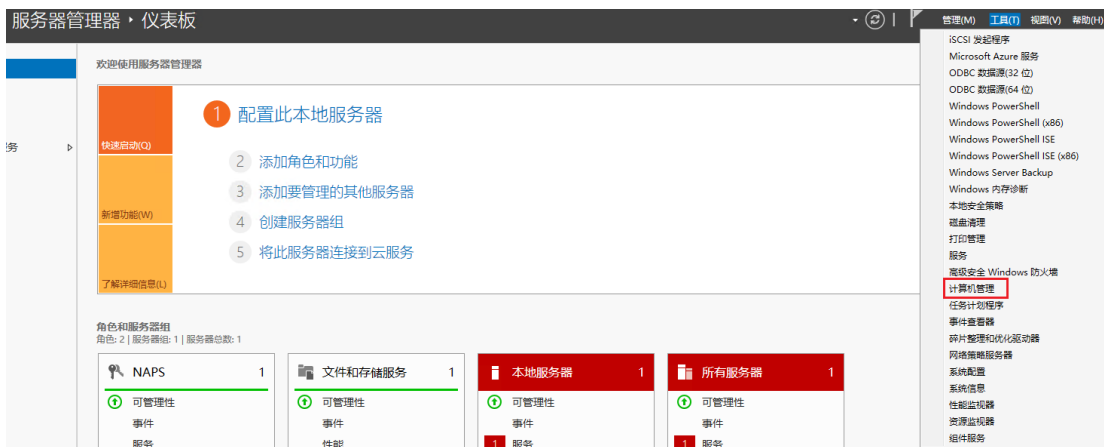 服务器管理器 · 仪表板
管理(M) 工具(T) 视图(V) 帮助(H)
iSCSI 发起程序
Microsoft Azure 服务
ODBC 数据源(32 位)
ODBC 数据源(64 位)
Windows PowerShell
Windows PowerShell (x86)
Windows PowerShell ISE
Windows PowerShell ISE (x86)
Windows Server Backup
Windows 内存诊断
本地安全策略
磁盘清理
打印管理
服务
高级安全 Windows 防火墙
计算机管理
任务计划程序
事件查看器
碎片整理和优化驱动器
网络策略服务器
系统配置
系统信息
性能监视器
资源监视器
组件服务
务
欢迎使用服务器管理器
快速启动(Q)
新增功能(W)
了解详细信息(L)
1 配置此本地服务器
2 添加角色和功能
3 添加要管理的其他服务器
4 创建服务器组
5 将此服务器连接到云服务
角色和服务器组
角色: 2 | 服务器组: 1 | 服务器总数: 1
NAPS 1
可管理性
事件
服务
文件和存储服务 1
可管理性
事件
性能
本地服务器 1
可管理性
事件
1 服务
所有服务器 1
可管理性
事件
1 服务